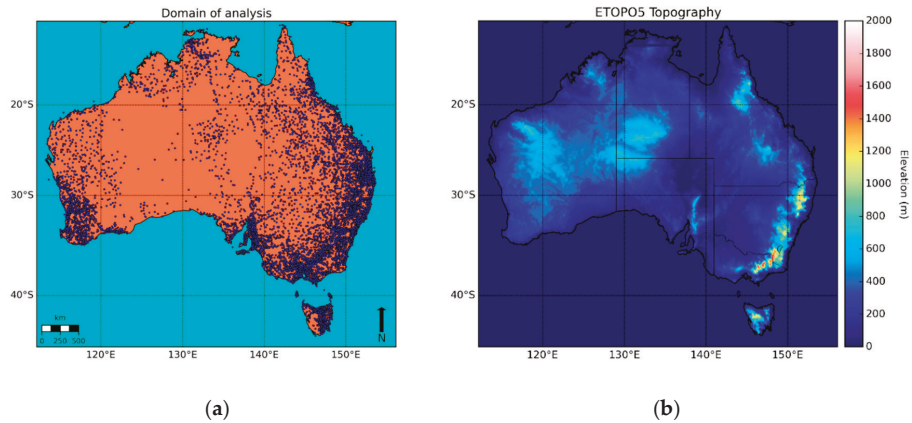 Domain of analysis
20°S
30°S
40°S
km
0 250 500
N
120°E 130°E 140°E 150°E
(a)
ETOPO5 Topography
20°S
30°S
40°S
120°E 130°E 140°E 150°E
2000
1800
1600
1400
1200
1000
800
600
400
200
0
Elevation (m)
(b)